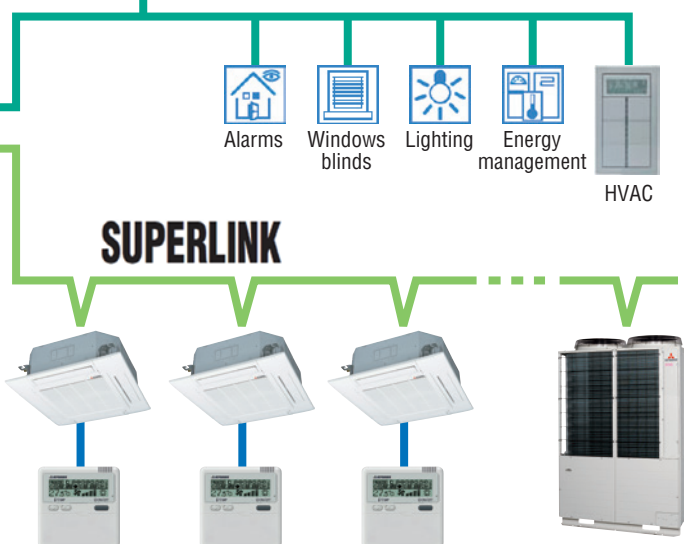 Alarms
Windows
blinds
Lighting
Energy
management
HVAC
SUPERLINK